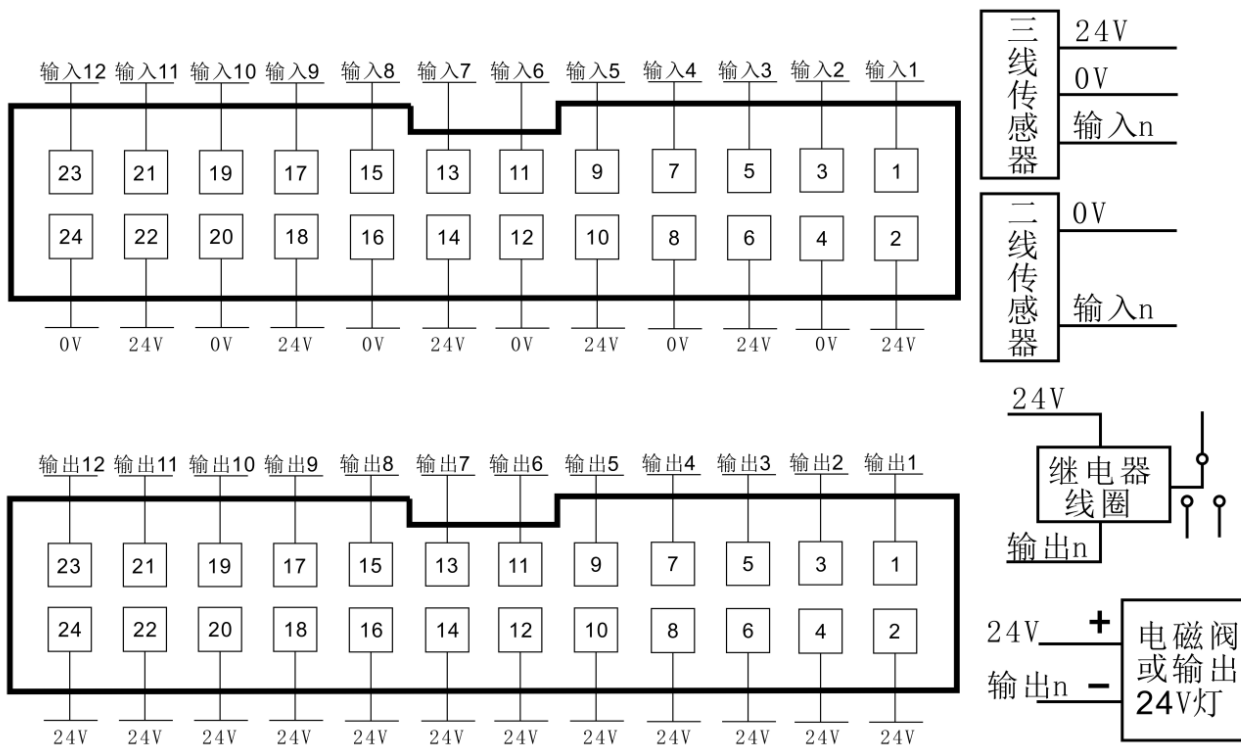 输入12 输入11 输入10 输入9 输入8 输入7 输入6 输入5 输入4 输入3 输入2 输入1
23 21 19 17 15 13 11 9 7 5 3 1
24 22 20 18 16 14 12 10 8 6 4 2
0V 24V 0V 24V 0V 24V 0V 24V 0V 24V 0V 24V
三线传感器
24V
0V
输入n
二线传感器
0V
输入n
输出12 输出11 输出10 输出9 输出8 输出7 输出6 输出5 输出4 输出3 输出2 输出1
23 21 19 17 15 13 11 9 7 5 3 1
24 22 20 18 16 14 12 10 8 6 4 2
24V 24V 24V 24V 24V 24V 24V 24V 24V 24V 24V 24V
24V
继电器
线圈
输出n
24V +
输出n −
电磁阀
或输出
24V灯